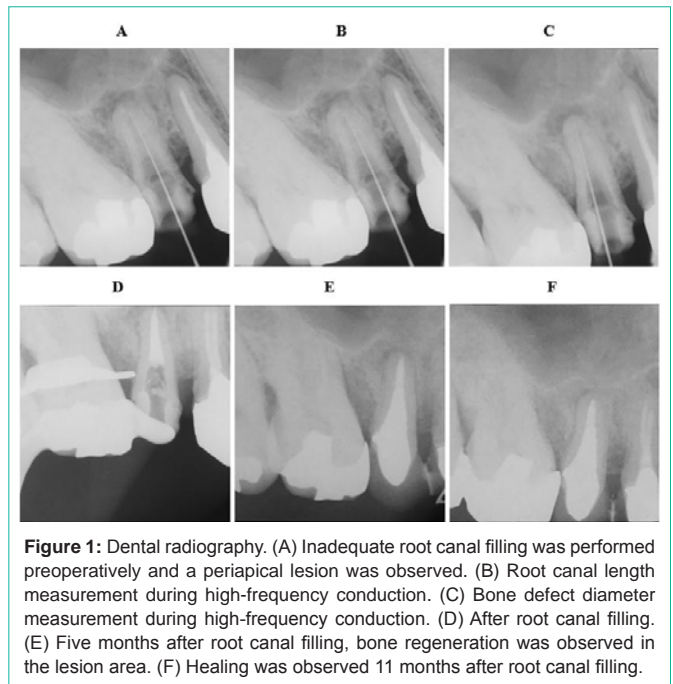 A B C
D E F
Figure 1: Dental radiography. (A) Inadequate root canal filling was performed
preoperatively and a periapical lesion was observed. (B) Root canal length
measurement during high-frequency conduction. (C) Bone defect diameter
measurement during high-frequency conduction. (D) After root canal filling.
(E) Five months after root canal filling, bone regeneration was observed in
the lesion area. (F) Healing was observed 11 months after root canal filling.